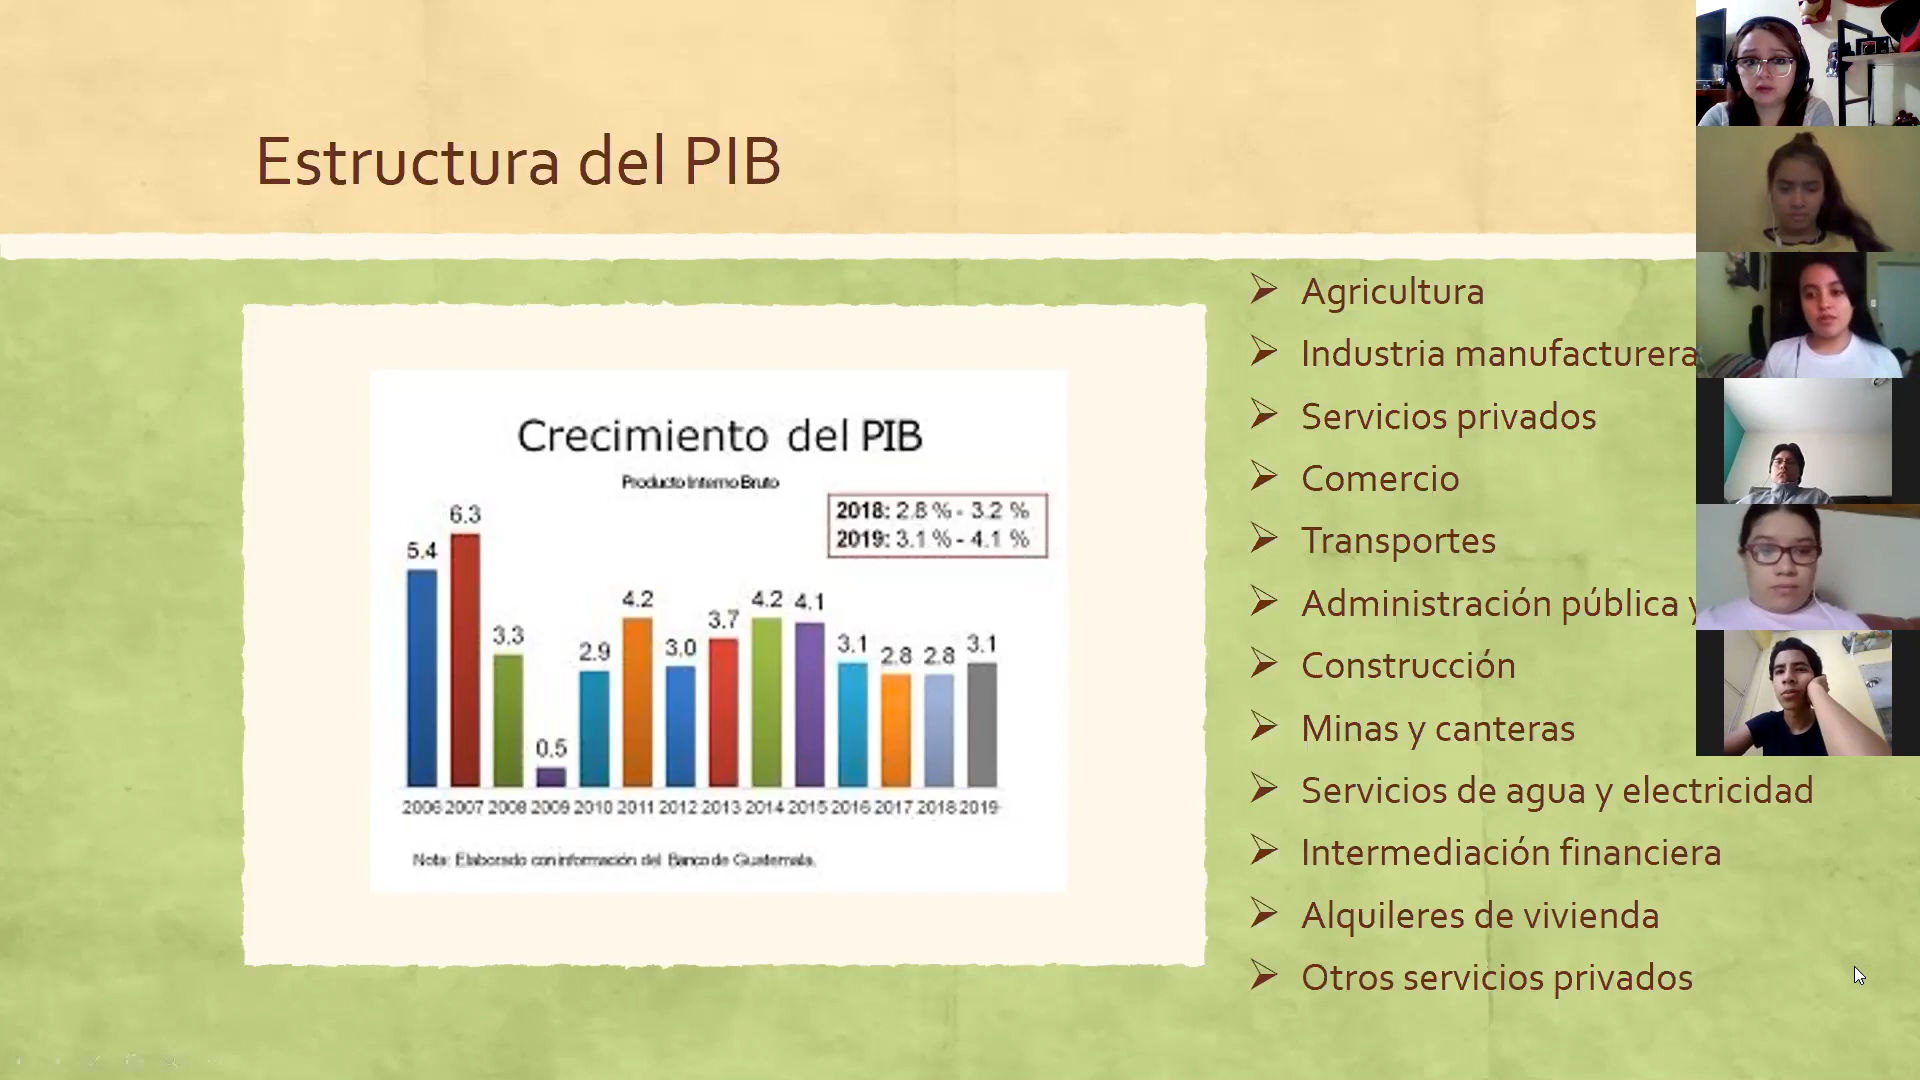 Estructura del PIB
Crecimiento del PIB
Producto Interno Bruto
2018: 2.8 % - 3.2 %
2019: 3.1 % - 4.1 %
5.4
6.3
3.3
0.5
2.9
4.2
3.0
3.7
4.2
4.1
3.1
2.8
2.8
3.1
2006 2007 2008 2009 2010 2011 2012 2013 2014 2015 2016 2017 2018 2019
Nota: Elaborado con información del Banco de Guatemala.
Agricultura
Industria manufacturera
Servicios privados
Comercio
Transportes
Administración pública y
Construcción
Minas y canteras
Servicios de agua y electricidad
Intermediación financiera
Alquileres de vivienda
Otros servicios privados